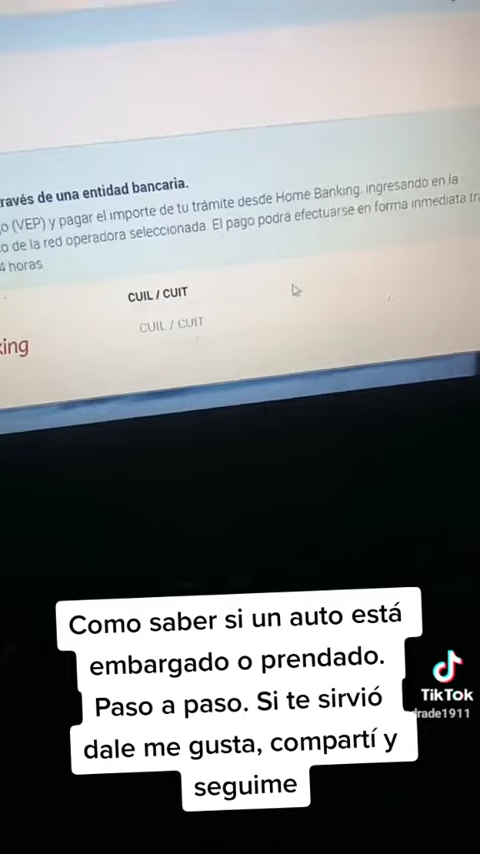 ravés de una entidad bancaria.
o (VEP) y pagar el importe de tu trámite desde Home Banking, ingresando en la
o de la red operadora seleccionada. El pago podrá efectuarse en forma inmediata tra
4 horas
CUIL / CUIT
CUIL / CUIT
king
Como saber si un auto está
embargado o prendado.
Paso a paso. Si te sirvió
dale me gusta, compartí y
seguime
TikTok
rade1911